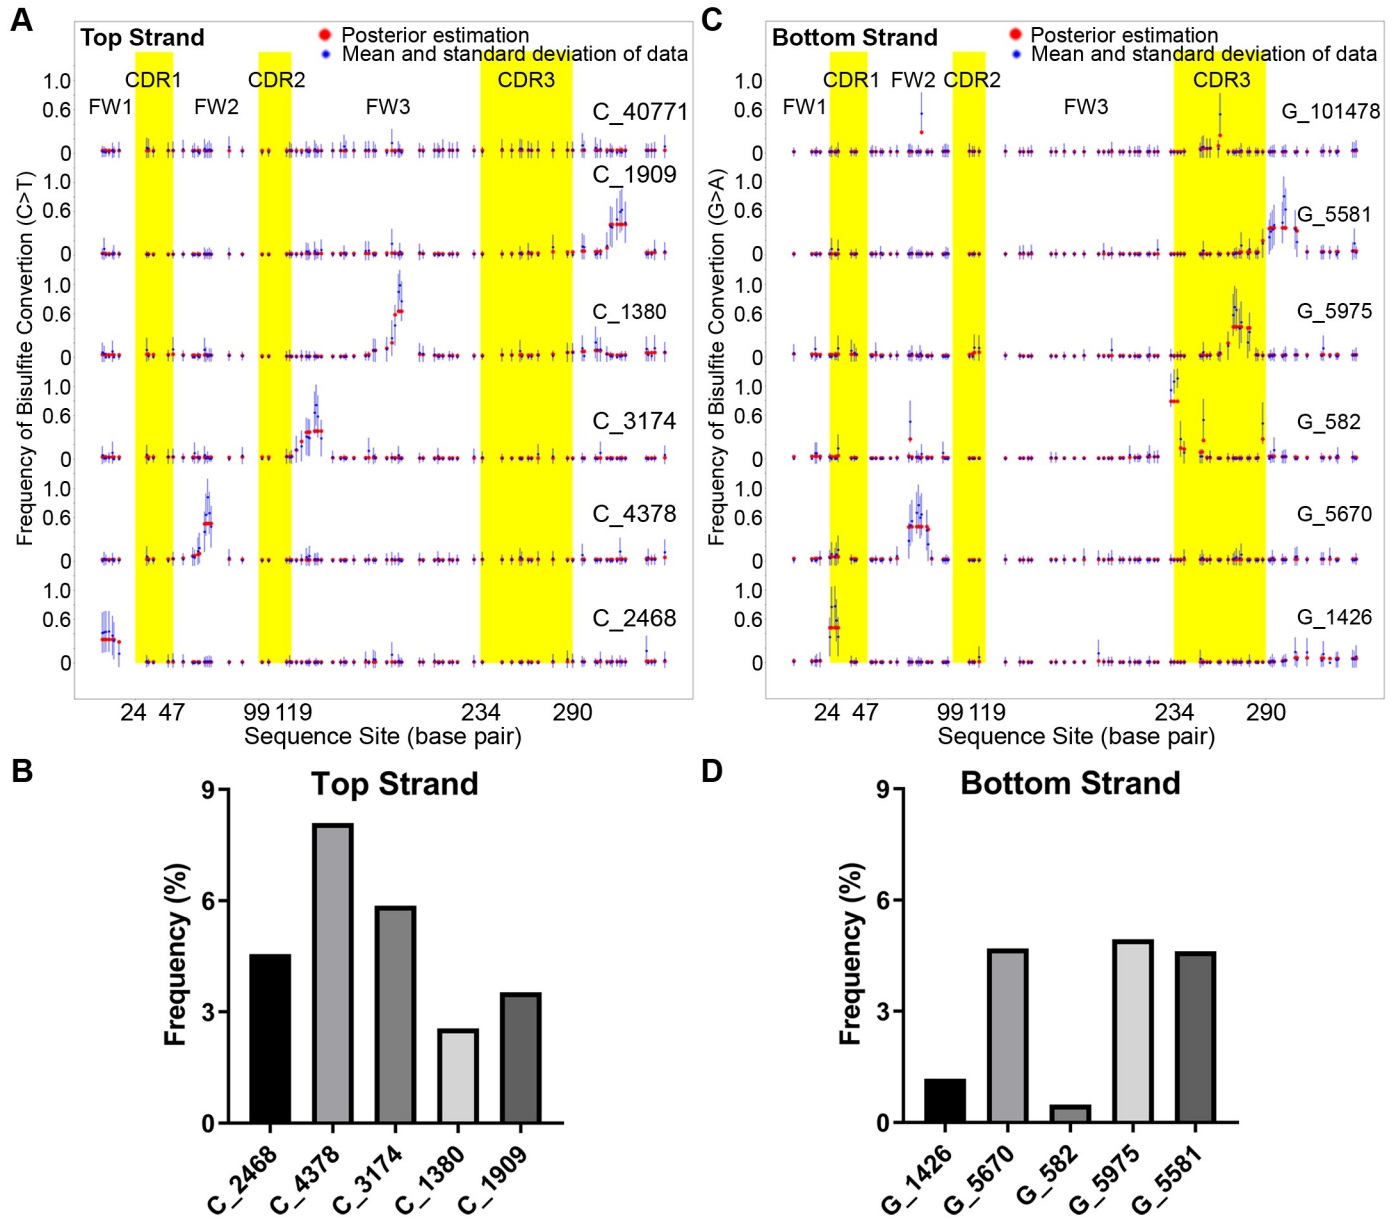 A
Top Strand
Posterior estimation
Mean and standard deviation of data
CDR1
CDR2
CDR3
FW1
FW2
FW3
Frequency of Bisulfite Convertion (C>T)
1.0
0.6
0
C_40771
1.0
0.6
0
C_1909
1.0
0.6
0
C_1380
1.0
0.6
0
C_3174
1.0
0.6
0
C_4378
1.0
0.6
0
C_2468
24 47 99 119 234 290
Sequence Site (base pair)
C
Bottom Strand
Posterior estimation
Mean and standard deviation of data
CDR1
FW2
CDR2
CDR3
FW1
FW3
Frequency of Bisulfite Convertion (G>A)
1.0
0.6
0
G_101478
1.0
0.6
0
G_5581
1.0
0.6
0
G_5975
1.0
0.6
0
G_582
1.0
0.6
0
G_5670
1.0
0.6
0
G_1426
24 47 99 119 234 290
Sequence Site (base pair)
B
Top Strand
Frequency (%)
9
6
3
0
C_2468
C_4378
C_3174
C_1380
C_1909
D
Bottom Strand
Frequency (%)
9
6
3
0
G_1426
G_5670
G_582
G_5975
G_5581